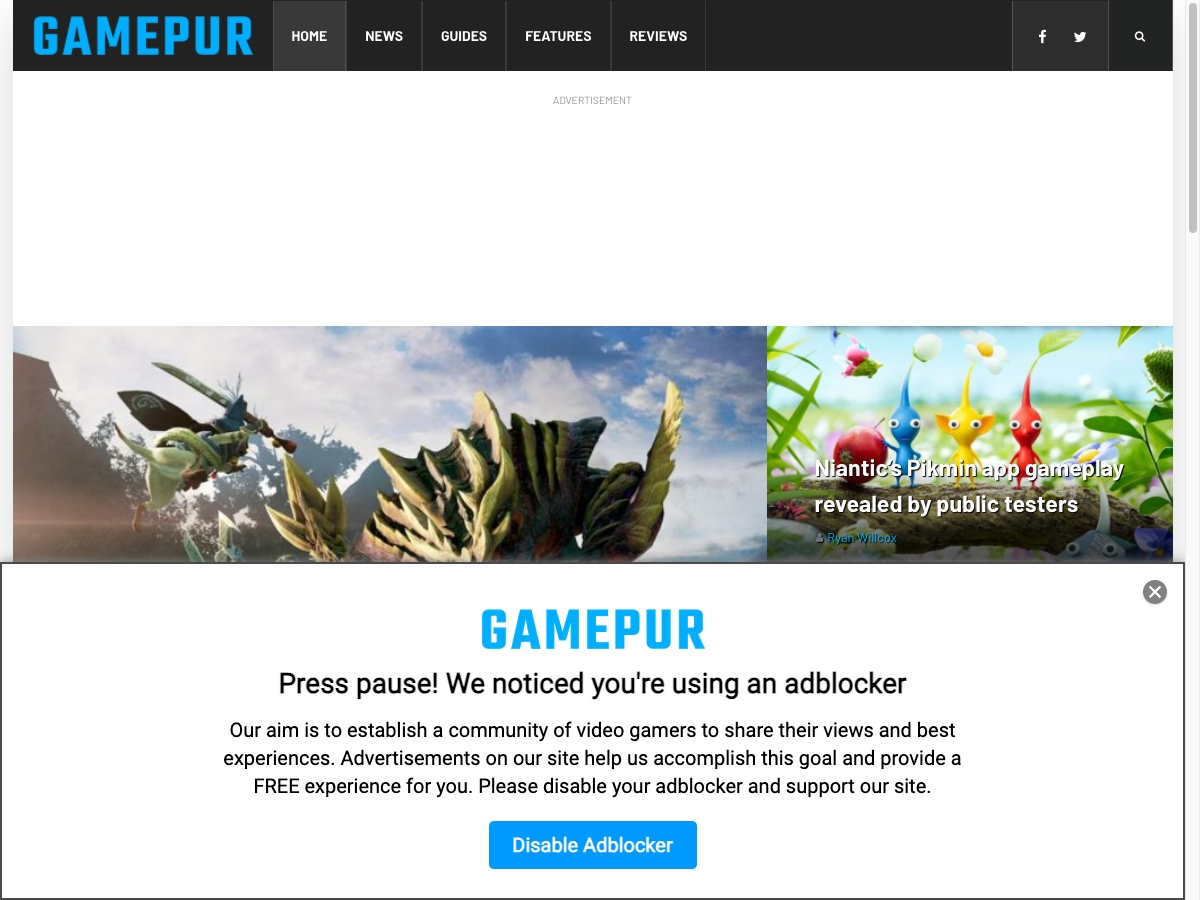 GAMEPUR
HOME
NEWS
GUIDES
FEATURES
REVIEWS
ADVERTISEMENT
Niantic's Pikmin app gameplay
revealed by public testers
Ryan Willcox
GAMEPUR
Press pause! We noticed you're using an adblocker
Our aim is to establish a community of video gamers to share their views and best
experiences. Advertisements on our site help us accomplish this goal and provide a
FREE experience for you. Please disable your adblocker and support our site.
Disable Adblocker